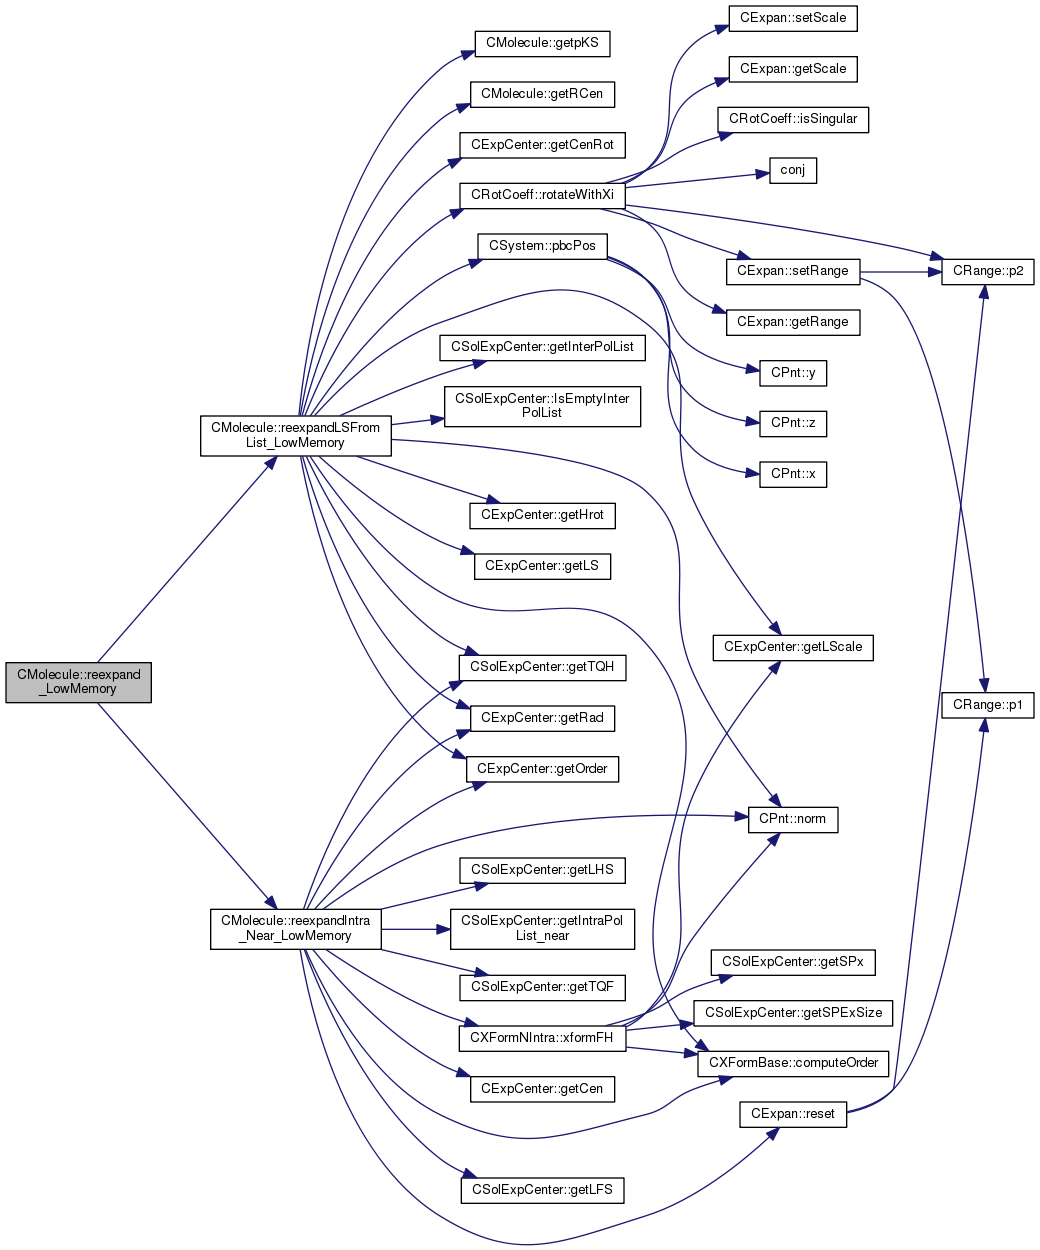 CExpan::setScale
CMolecule::getpKS
CExpan::getScale
CMolecule::getRCen
CRotCoeff::isSingular
CExpCenter::getCenRot
conj
CRotCoeff::rotateWithXi
CSystem::pbcPos
CExpan::setRange
CRange::p2
CExpan::getRange
CSolExpCenter::getInterPolList
CPnt::y
CSolExpCenter::IsEmptyInter
PolList
CPnt::z
CMolecule::reexpandLSFrom
List_LowMemory
CPnt::x
CExpCenter::getHrot
CExpCenter::getLS
CExpCenter::getLScale
CSolExpCenter::getTQH
CMolecule::reexpand
_LowMemory
CRange::p1
CExpCenter::getRad
CExpCenter::getOrder
CPnt::norm
CSolExpCenter::getLHS
CMolecule::reexpandIntra
_Near_LowMemory
CSolExpCenter::getIntraPol
List_near
CSolExpCenter::getSPx
CSolExpCenter::getTQF
CSolExpCenter::getSPExSize
CXFormNIntra::xformFH
CXFormBase::computeOrder
CExpCenter::getCen
CExpan::reset
CSolExpCenter::getLFS